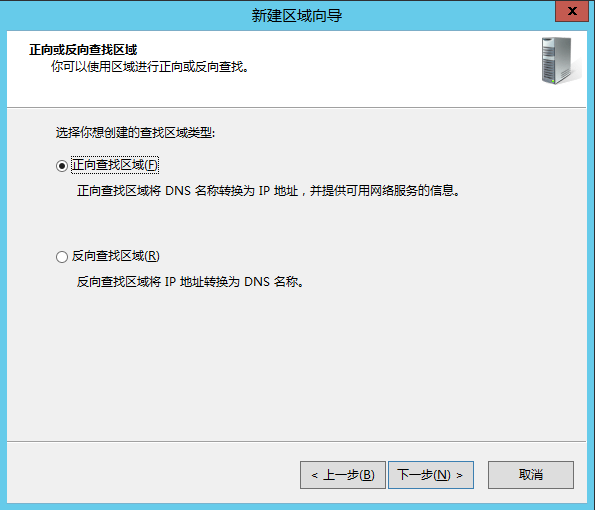 新建区域向导
x
正向或反向查找区域
你可以使用区域进行正向或反向查找。
选择你想创建的查找区域类型:
正向查找区域(F)
正向查找区域将 DNS 名称转换为 IP 地址，并提供可用网络服务的信息。
反向查找区域(R)
反向查找区域将 IP 地址转换为 DNS 名称。
< 上一步(B) 下一步(N) > 取消